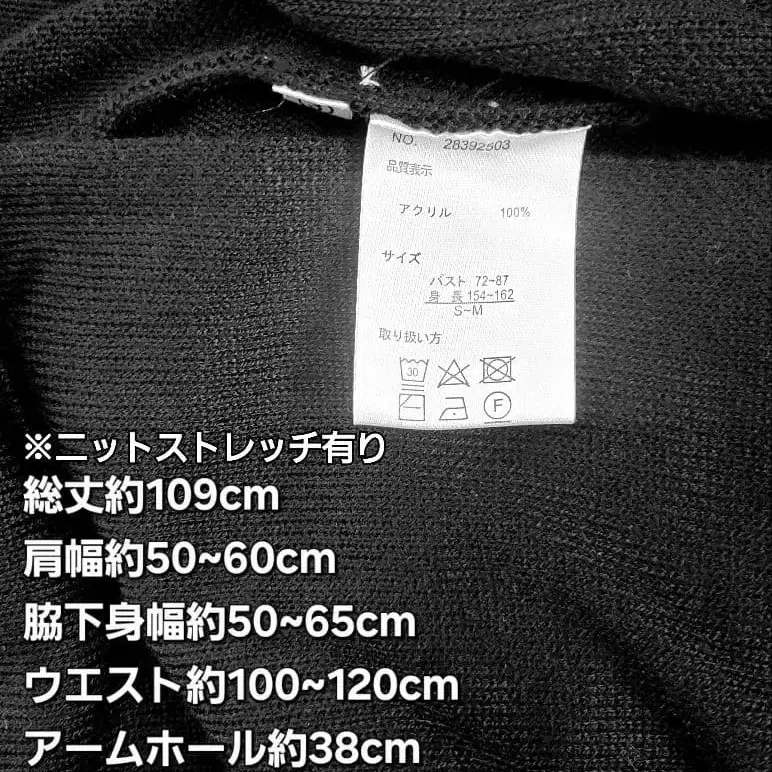 NO. 28392503
品質表示
アクリル 100%
サイズ
バスト 72~87
身 長 154~162
S~M
取り扱い方
30
F
※ニットストレッチ有り
総丈約109cm
肩幅約50~60cm
脇下身幅約50~65cm
ウエスト約100~120cm
アームホール約38cm